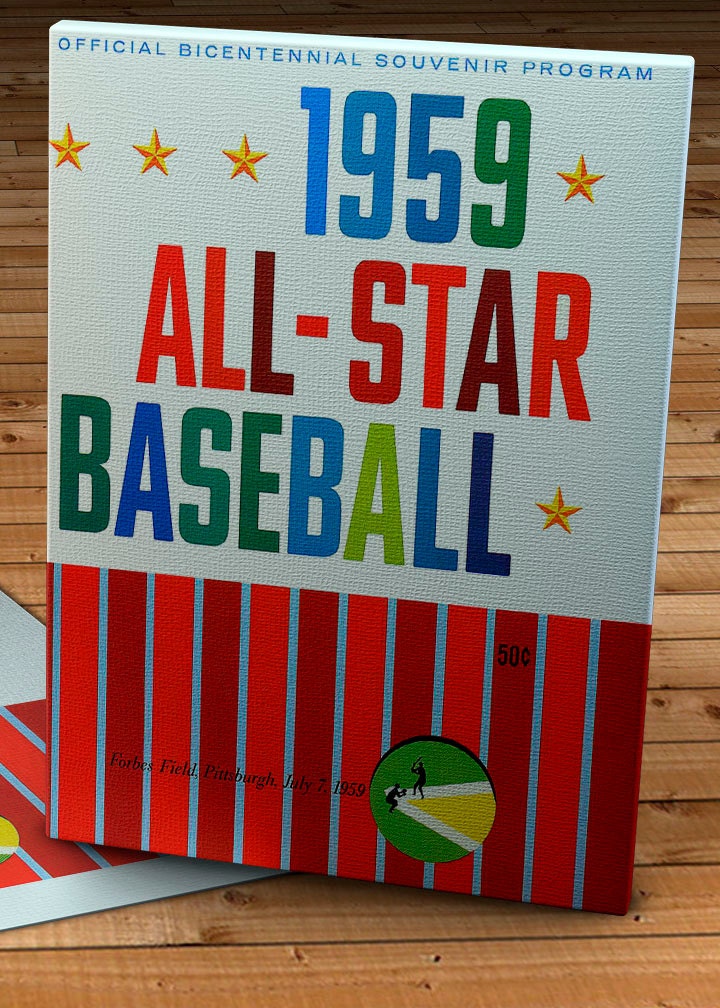 OFFICIAL BICENTENNIAL SOUVENIR PROGRAM
1959
ALL-STAR
BASEBALL
50¢
Forbes Field, Pittsburgh, July 7, 1959